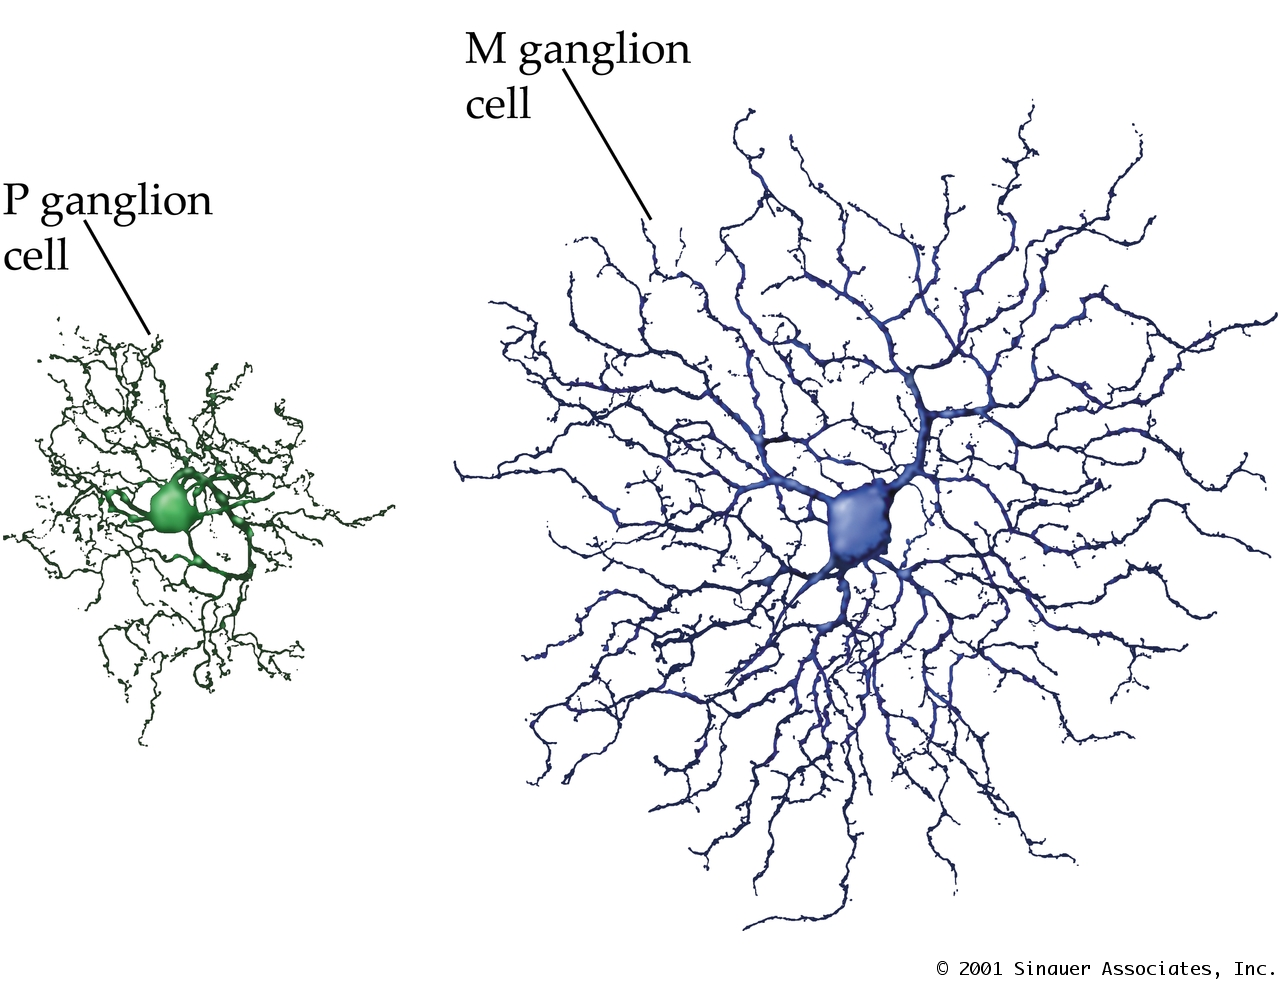 M ganglion
cell
P ganglion
cell
© 2001 Sinauer Associates, Inc.